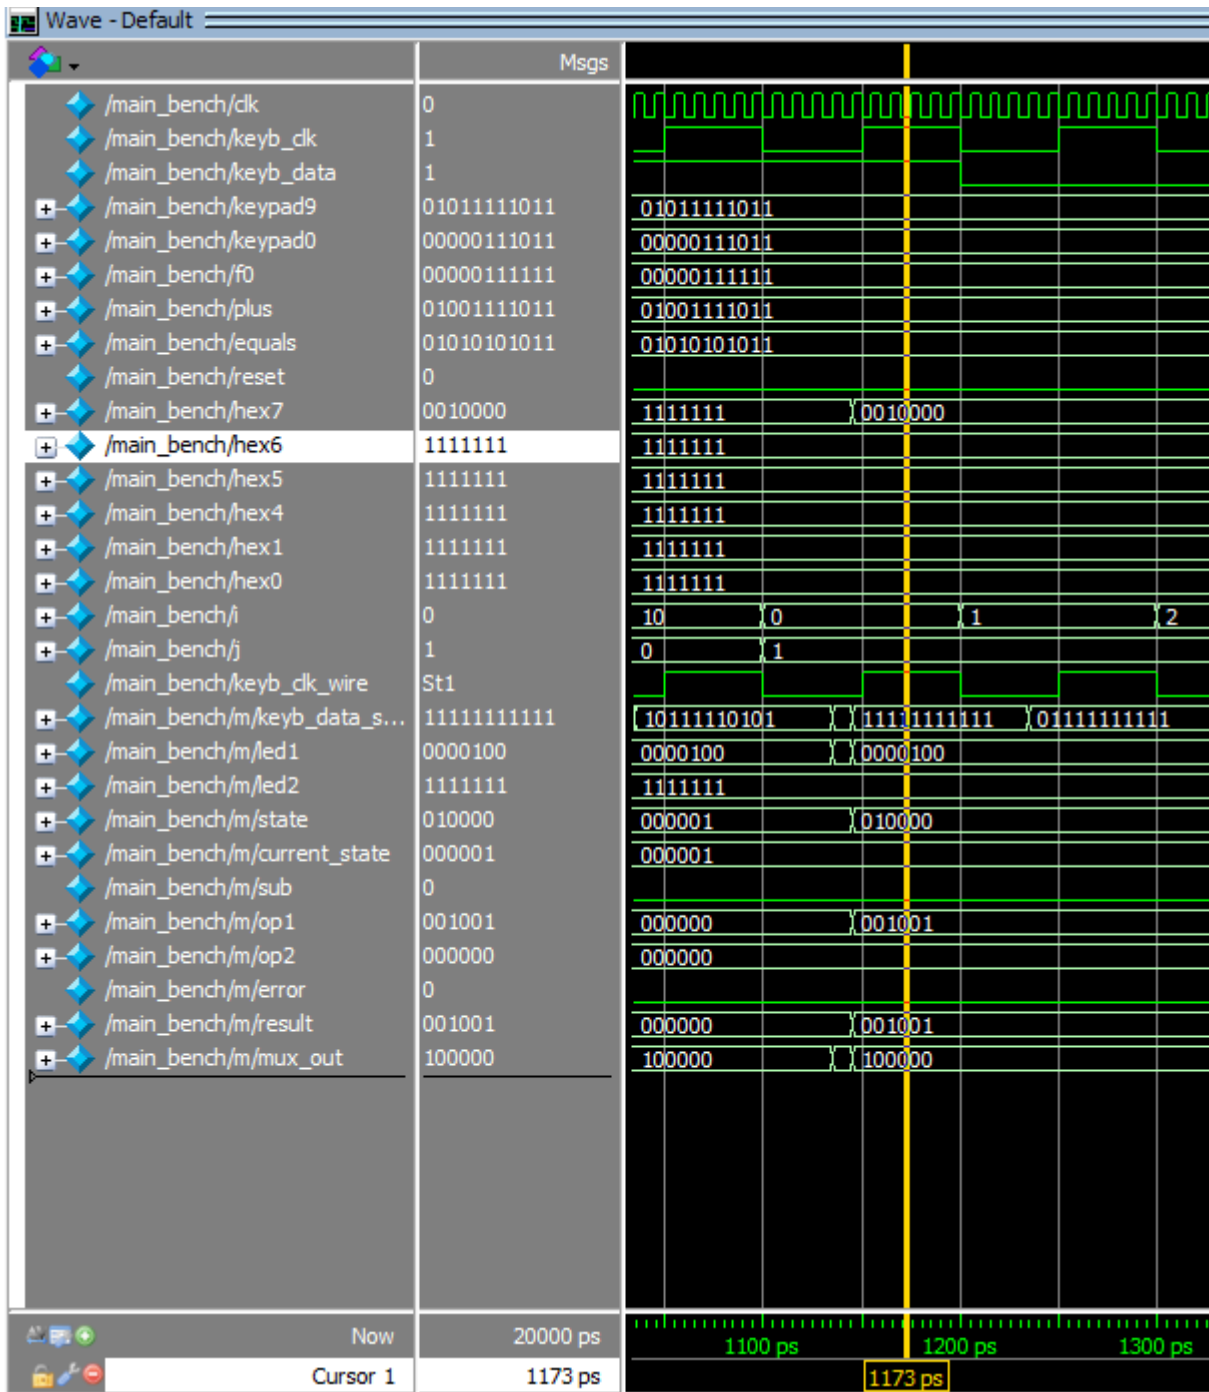 Wave - Default
Msgs
/main_bench/clk 0
/main_bench/keyb_clk 1
/main_bench/keyb_data 1
/main_bench/keypad9 01011111011 01011111011
/main_bench/keypad0 00000111011 00000111011
/main_bench/f0 00000111111 00000111111
/main_bench/plus 01001111011 01001111011
/main_bench/equals 01010101011 01010101011
/main_bench/reset 0
/main_bench/hex7 0010000 1111111 0010000
/main_bench/hex6 1111111 1111111
/main_bench/hex5 1111111 1111111
/main_bench/hex4 1111111 1111111
/main_bench/hex1 1111111 1111111
/main_bench/hex0 1111111 1111111
/main_bench/i 0 10 0 1 2
/main_bench/j 1 0 1
/main_bench/keyb_clk_wire St1
/main_bench/m/keyb_data_s... 11111111111 10111110101 11111111111 01111111111
/main_bench/m/led1 0000100 0000100 0000100
/main_bench/m/led2 1111111 1111111
/main_bench/m/state 010000 000001 010000
/main_bench/m/current_state 000001 000001
/main_bench/m/sub 0
/main_bench/m/op1 001001 000000 001001
/main_bench/m/op2 000000 000000
/main_bench/m/error 0
/main_bench/m/result 001001 000000 001001
/main_bench/m/mux_out 100000 100000 100000
Now 20000 ps 1100 ps 1200 ps 1300 ps
Cursor 1 1173 ps 1173 ps